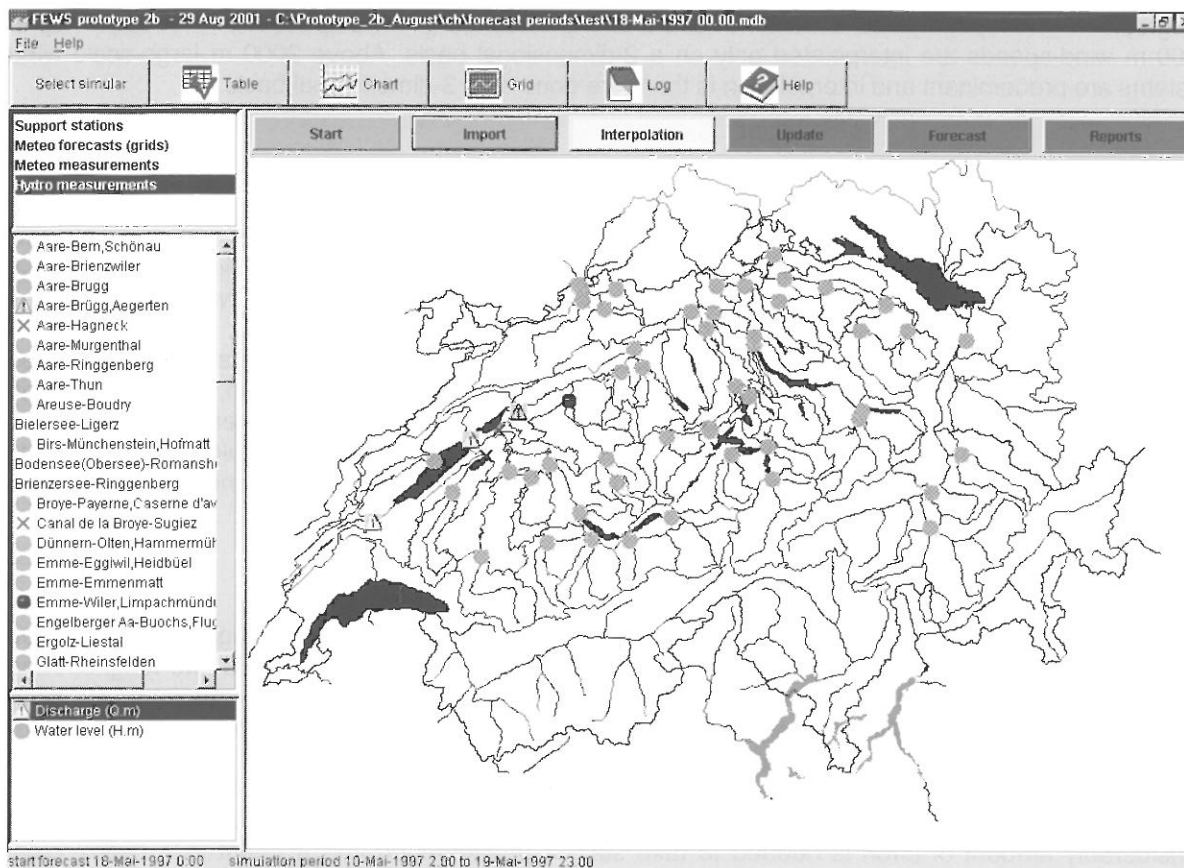 FEWS prototype 2b - 29 Aug 2001 - C:\Prototype_2b_August\ch\forecast periods\test\18-Mai-1997 00.00.mdb
File Help
Select simular Table Chart Grid Log Help
Start Import Interpolation Update Forecast Reports
Support stations
Meteo forecasts (grids)
Meteo measurements
Hydro measurements
Aare-Bern,Schönau
Aare-Brienzwiler
Aare-Brugg
Aare-Brügg,Aegerten
Aare-Hagneck
Aare-Murgenthal
Aare-Ringgenberg
Aare-Thun
Areuse-Boudry
Bielersee-Ligerz
Birs-Münchenstein,Hofmatt
Bodensee(Obersee)-Romansh
Brienzersee-Ringgenberg
Broye-Payerne,Caserne d'av
Canal de la Broye-Sugiez
Dünnern-Olten,Hammermüh
Emme-Eggiwil,Heidbüel
Emme-Emmenmatt
Emme-Wiler,Limpachmündu
Engelberger Aa-Buochs,Flug
Ergolz-Liestal
Glatt-Rheinsfelden
Discharge (Q.m)
Water level (H.m)
start forecast 18-Mai-1997 0:00 simulation period 10-Mai-1997 2:00 to 19-Mai-1997 23:00